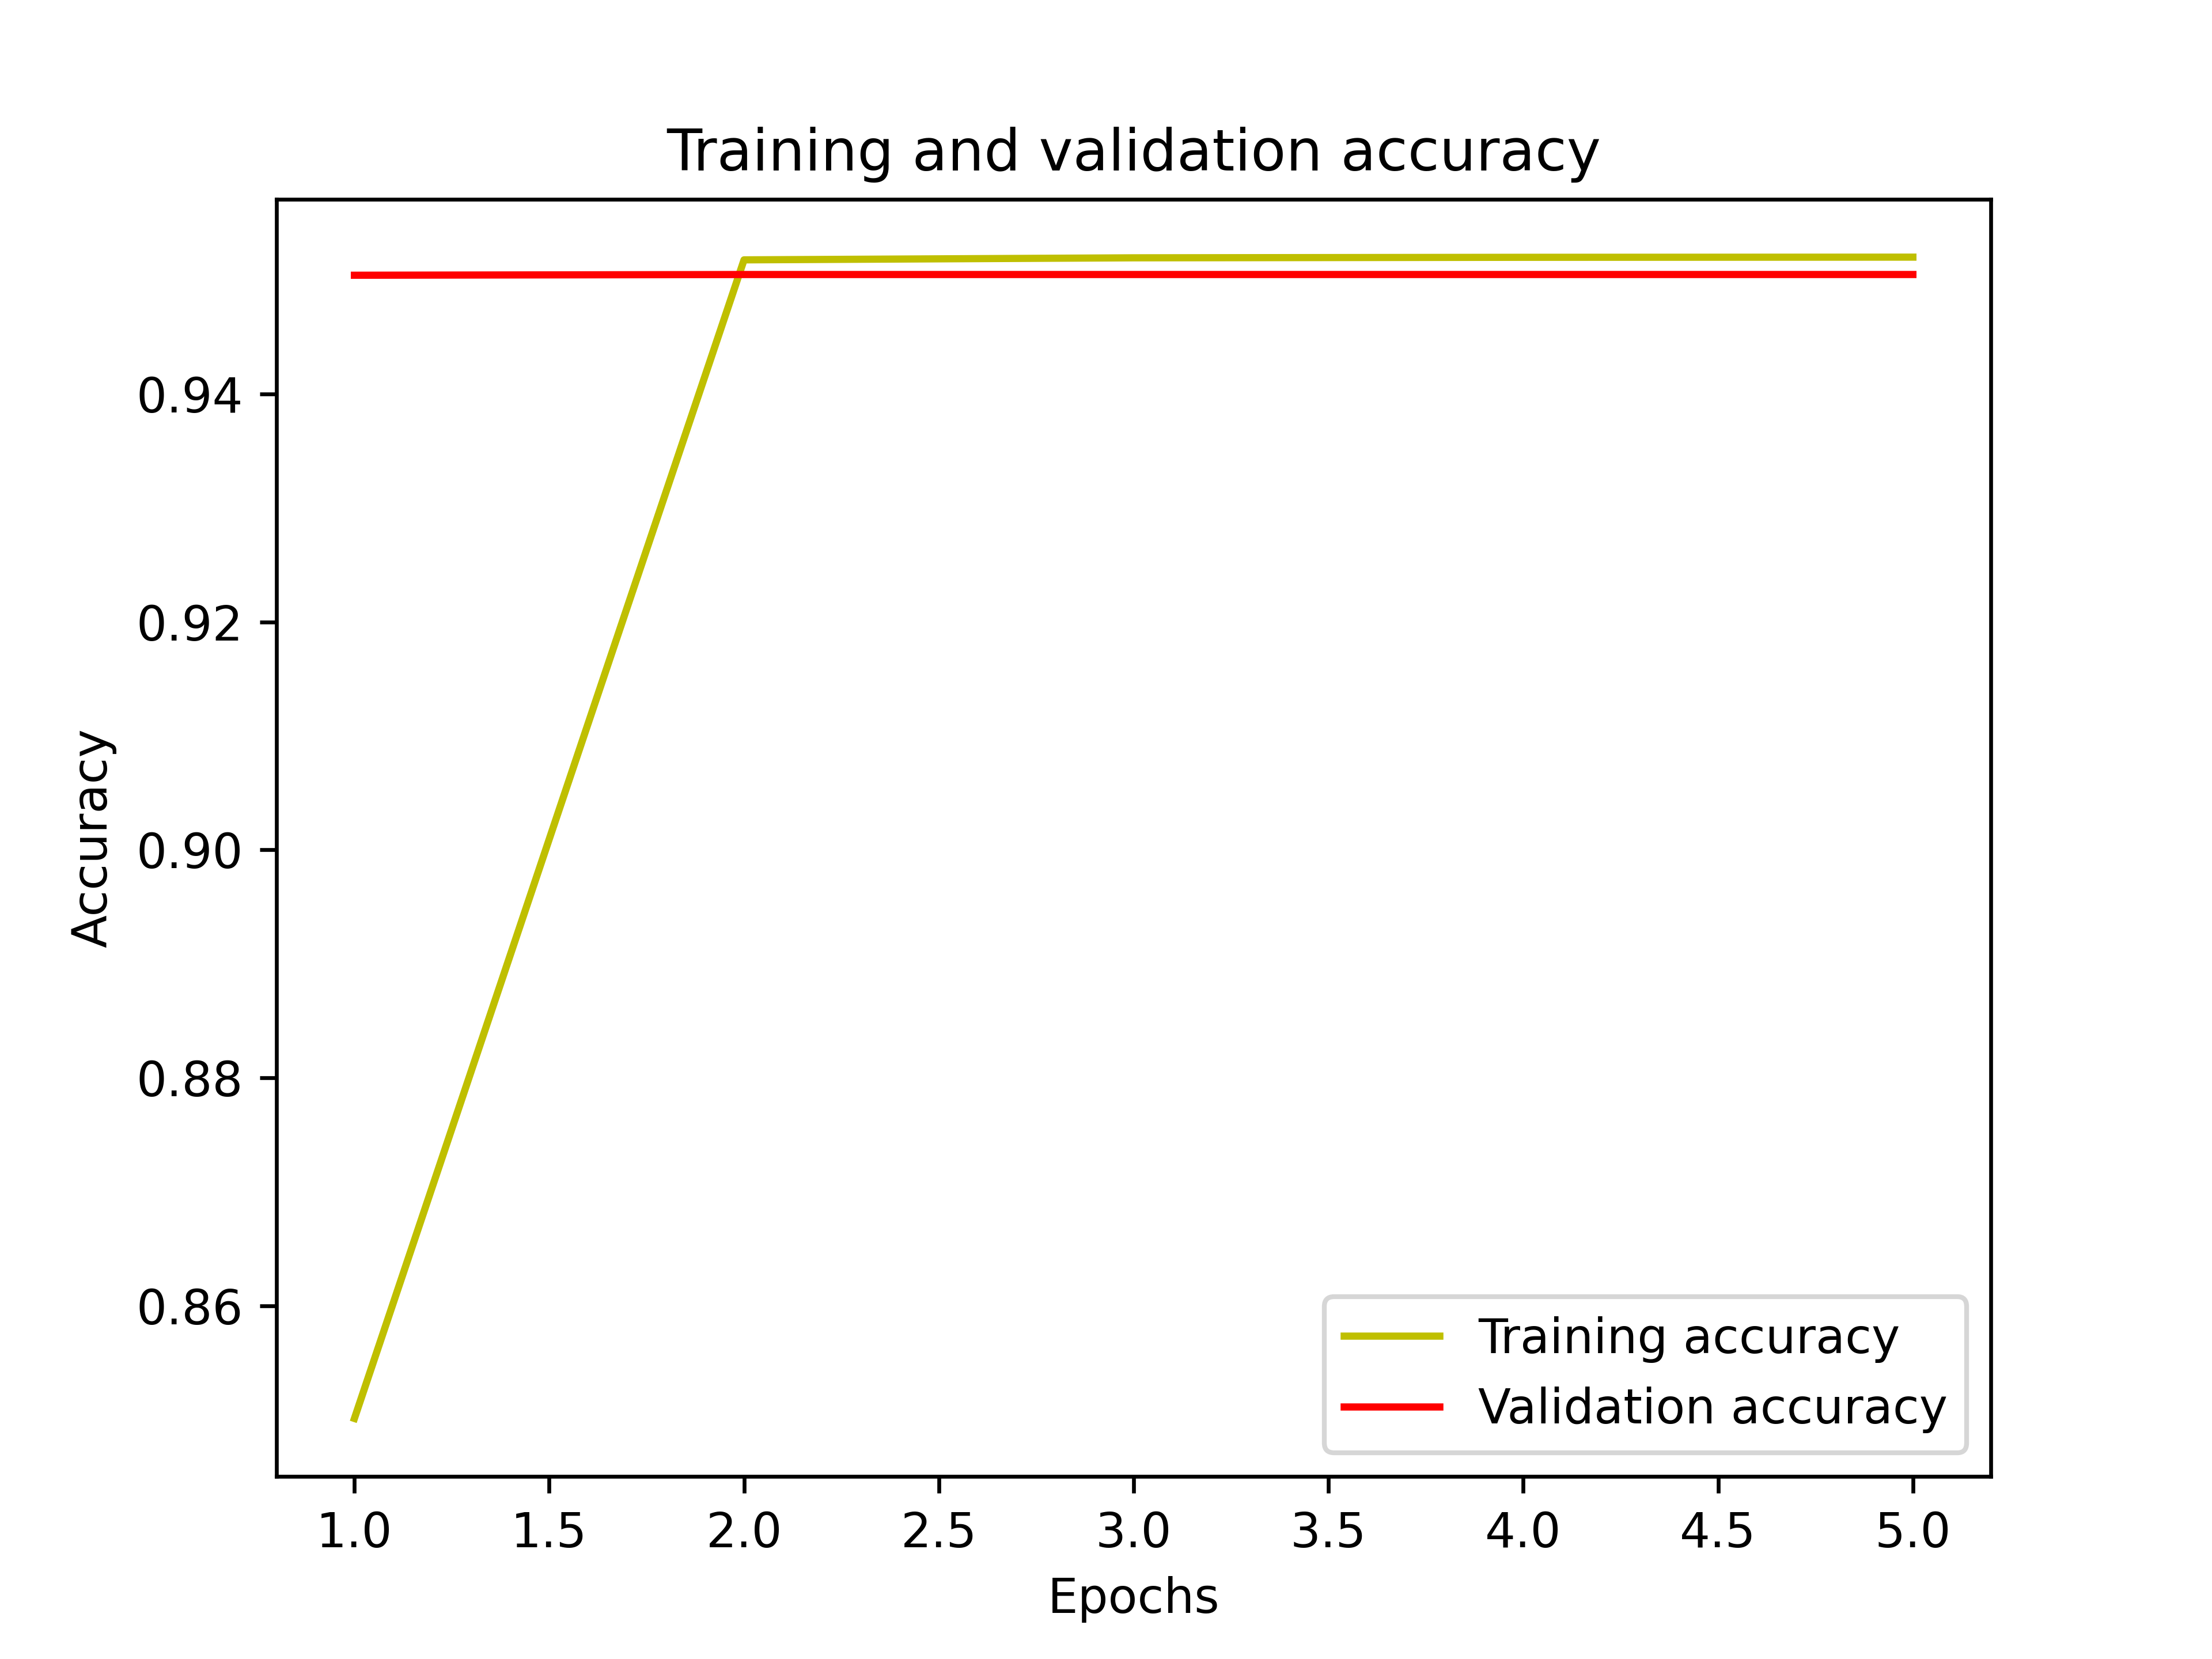 Training and validation accuracy
0.94
0.92
0.90
0.88
0.86
Accuracy
Training accuracy
Validation accuracy
1.0 1.5 2.0 2.5 3.0 3.5 4.0 4.5 5.0
Epochs